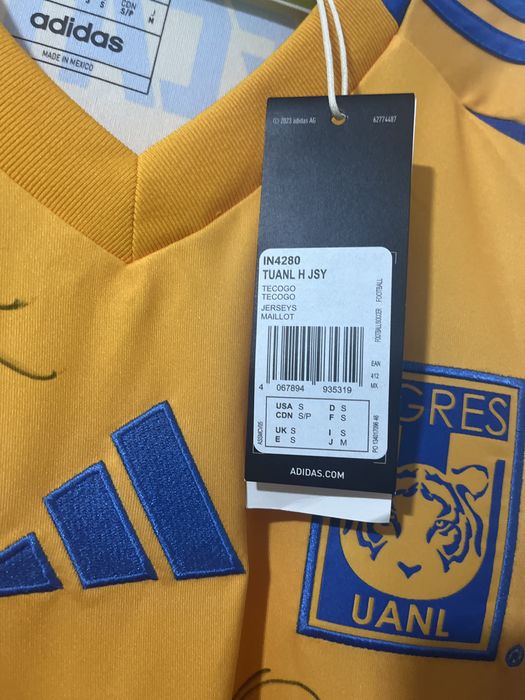 CDN
S
S
S/P
M
adidas
MADE IN MEXICO
© 2023 adidas AG
62774487
IN4280
TUANL H JSY
TECOGO
TECOGO
JERSEYS
MAILLOT
FOOTBALL/SOCCER FOOTBALL
4 067894 935319
EAN
412
MX
USA S D S
CDN S/P F S
UK S I S
E S J M
ADIDAS.COM
GRES
UANL
®